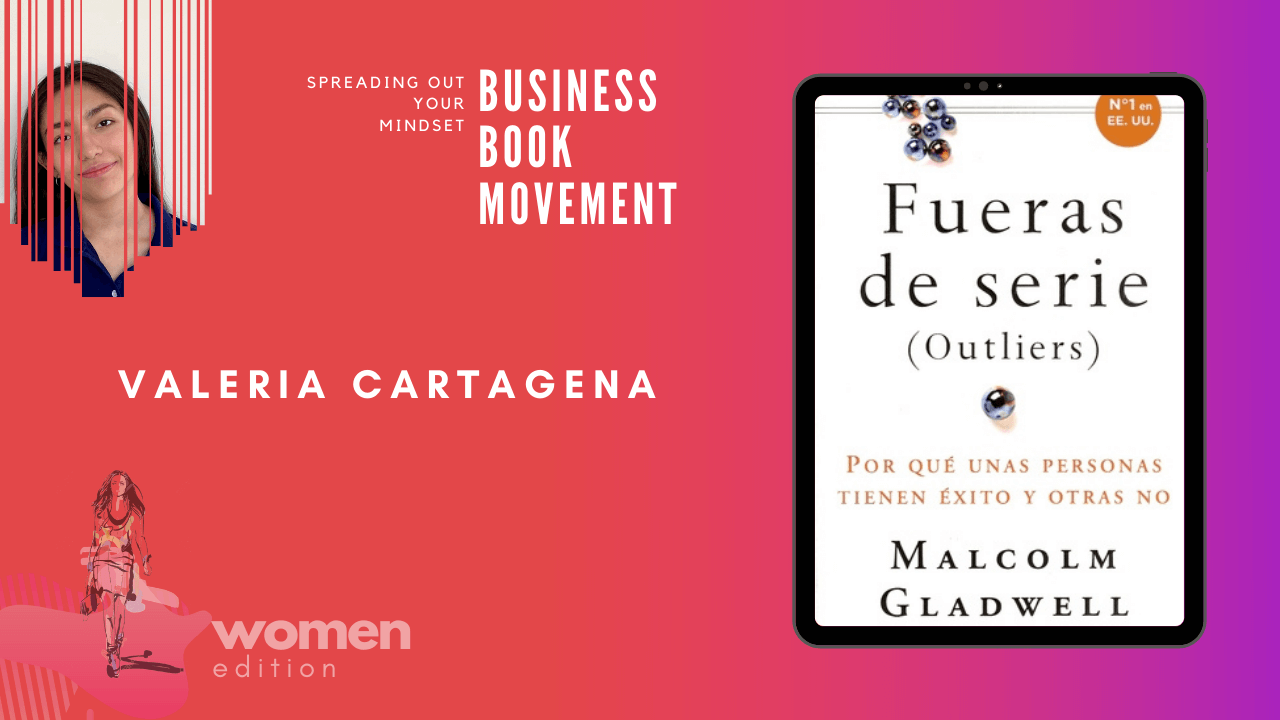 SPREADING OUT
YOUR
MINDSET
BUSINESS
BOOK
MOVEMENT
VALERIA CARTAGENA
women
edition
N°1 en
EE. UU.
Fueras
de serie
(Outliers)
POR QUÉ UNAS PERSONAS
TIENEN ÉXITO Y OTRAS NO
MALCOLM
GLADWELL